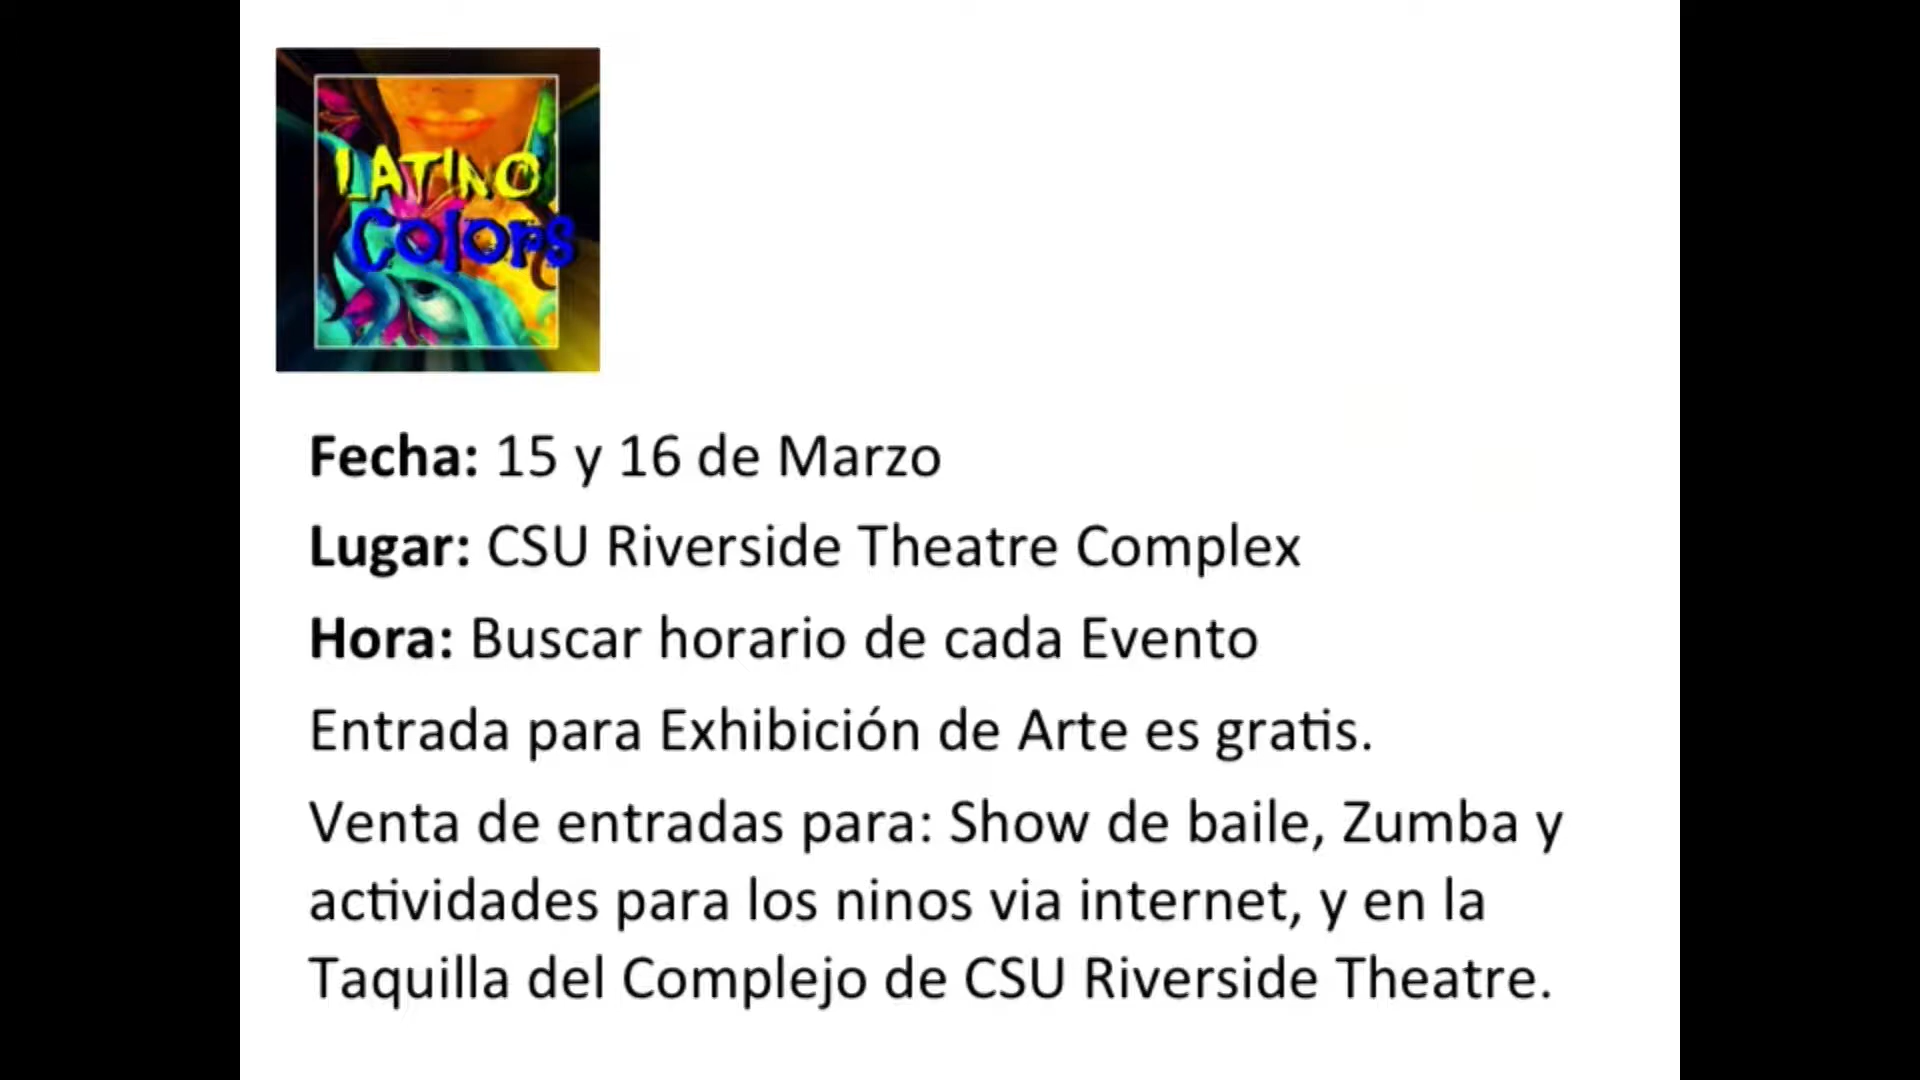 LATINO
Colors
Fecha: 15 y 16 de Marzo
Lugar: CSU Riverside Theatre Complex
Hora: Buscar horario de cada Evento
Entrada para Exhibición de Arte es gratis.
Venta de entradas para: Show de baile, Zumba y
actividades para los ninos via internet, y en la
Taquilla del Complejo de CSU Riverside Theatre.